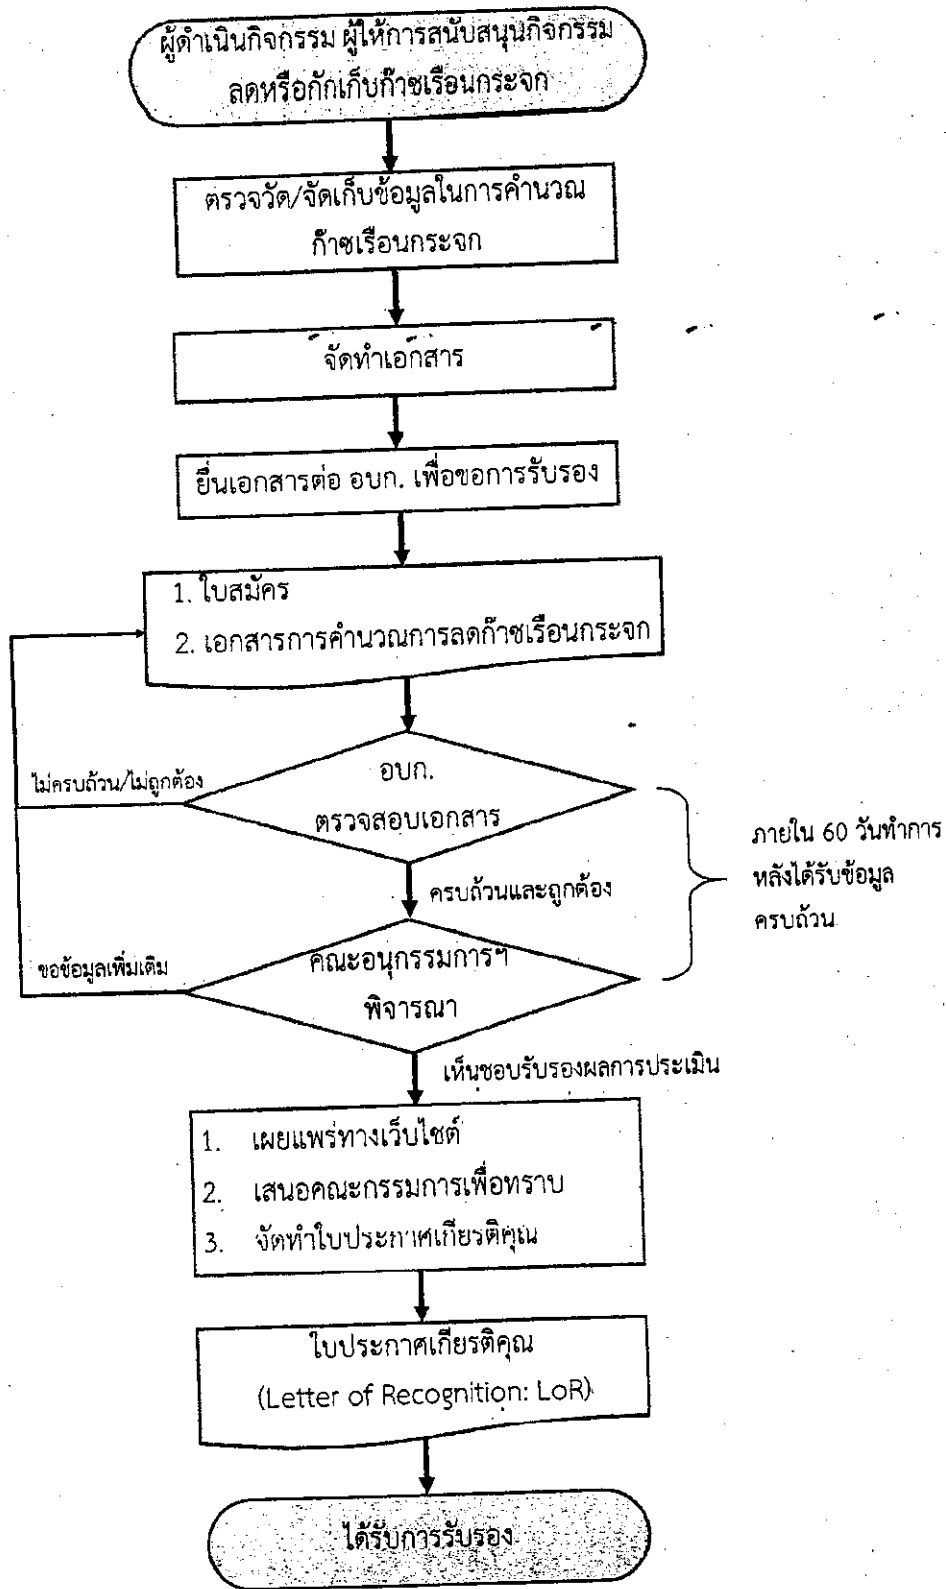 ผู้ดำเนินกิจกรรม ผู้ให้การสนับสนุนกิจกรรม
ลดหรือกักเก็บก๊าซเรือนกระจก
ตรวจวัด/จัดเก็บข้อมูลในการคำนวณ
ก๊าซเรือนกระจก
จัดทำเอกสาร
ยื่นเอกสารต่อ อบก. เพื่อขอการรับรอง
1. ใบสมัคร
2. เอกสารการคำนวณการลดก๊าซเรือนกระจก
ไม่ครบถ้วน/ไม่ถูกต้อง
อบก.
ตรวจสอบเอกสาร
ภายใน 60 วันทำการ
หลังได้รับข้อมูล
ครบถ้วน
ครบถ้วนและถูกต้อง
ขอข้อมูลเพิ่มเติม
คณะอนุกรรมการฯ
พิจารณา
เห็นชอบรับรองผลการประเมิน
1. เผยแพร่ทางเว็บไซต์
2. เสนอคณะกรรมการเพื่อทราบ
3. จัดทำใบประกาศเกียรติคุณ
ใบประกาศเกียรติคุณ
(Letter of Recognition: LoR)
ได้รับการรับรอง